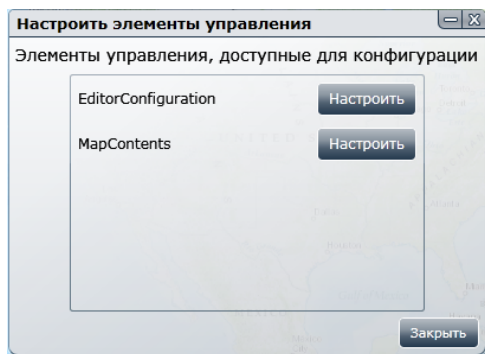 Настроить элементы управления
Элементы управления, доступные для конфигурации
EditorConfiguration Настроить
MapContents Настроить
Закрыть